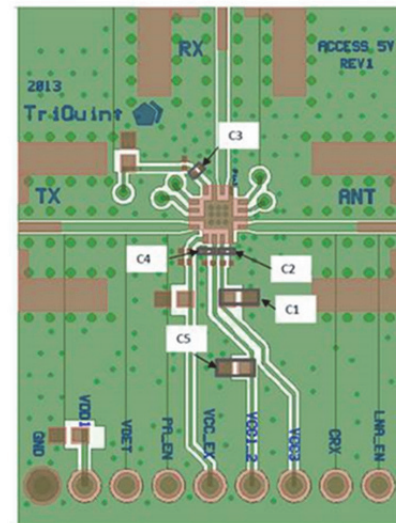 RX
ACCESS 5V
REV1
2013
TriQuint
C3
TX
ANT
C4
C2
C1
C5
GND
VDD1
VDET
PA_EN
VCC_EX
VDD1_2
VDD3
CRX
LNA_EN